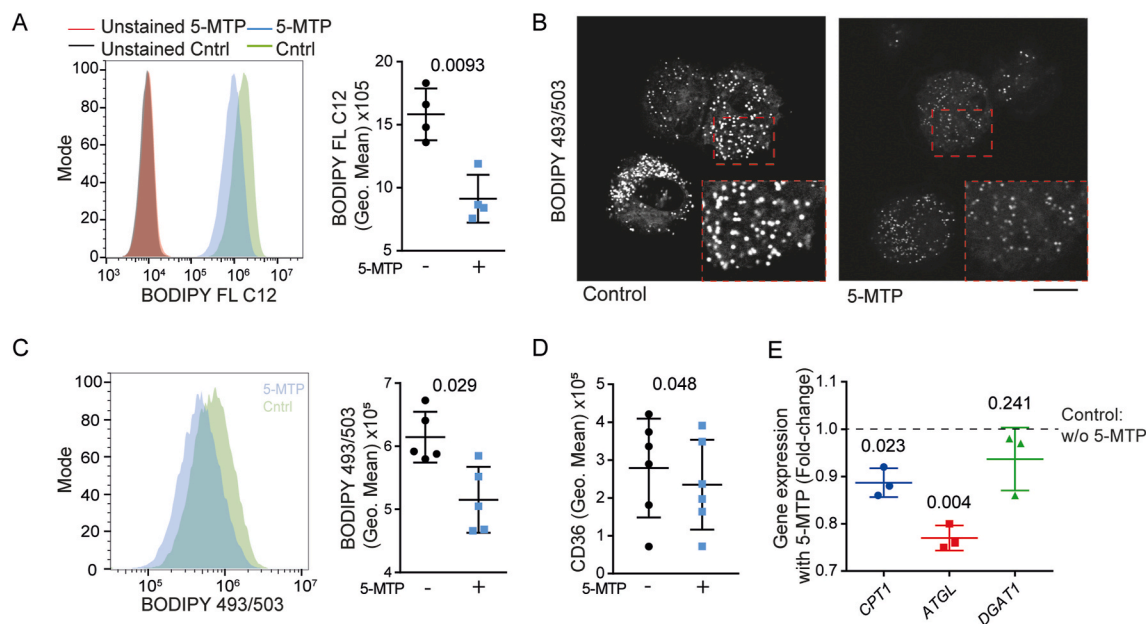 A
Unstained 5-MTP
5-MTP
Unstained Cntrl
Cntrl
100
80
60
40
20
0
Mode
10³
10⁴
10⁵
10⁶
10⁷
BODIPY FL C12
0.0093
BODIPY FL C12
(Geo. Mean) x105
20
15
10
5
5-MTP
-
+
B
BODIPY 493/503
Control
5-MTP
C
100
80
60
40
20
0
Mode
5-MTP
Cntrl
10⁵
10⁶
10⁷
BODIPY 493/503
0.029
BODIPY 493/503
(Geo. Mean) x10⁵
7
6
5
4
5-MTP
-
+
D
0.048
CD36 (Geo. Mean) x10⁵
5
4
3
2
1
0
5-MTP
-
+
E
Gene expression
with 5-MTP (Fold-change)
1.1
1.0
0.9
0.8
0.7
0.023
0.004
0.241
Control:
w/o 5-MTP
CPT1
ATGL
DGAT1